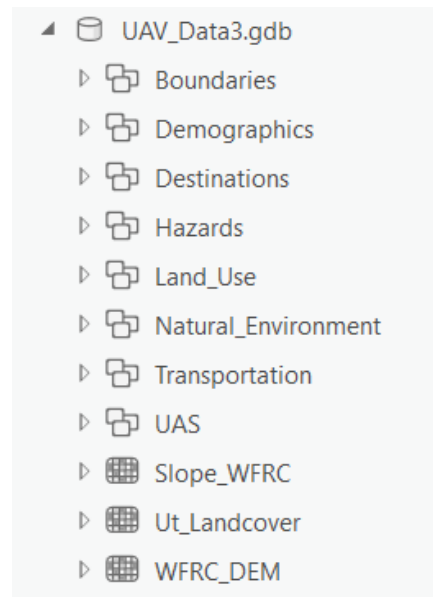 UAV_Data3.gdb
Boundaries
Demographics
Destinations
Hazards
Land_Use
Natural_Environment
Transportation
UAS
Slope_WFRC
Ut_Landcover
WFRC_DEM